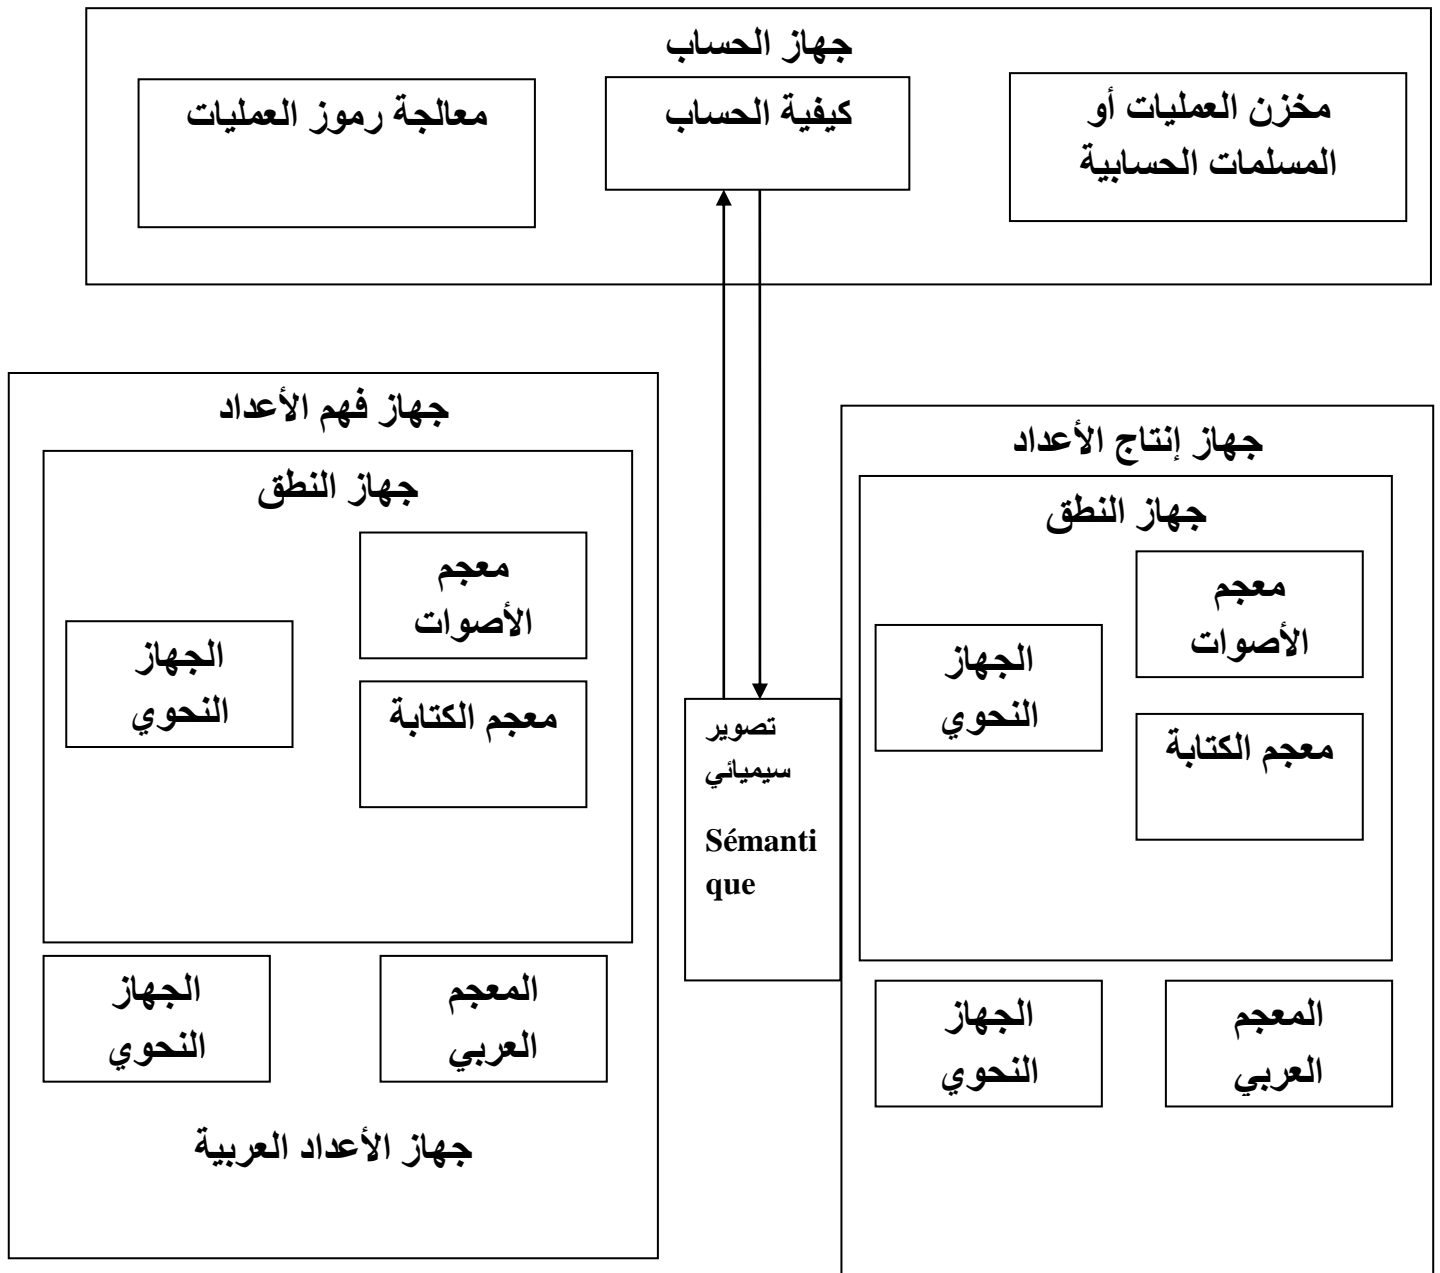 جهاز الحساب
مخزن العمليات أو
المسلمات الحسابية
كيفية الحساب
معالجة رموز العمليات
جهاز إنتاج الأعداد
جهاز النطق
معجم
الأصوات
الجهاز
النحوي
معجم الكتابة
المعجم
العربي
الجهاز
النحوي
تصوير
سيميائي
Sémanti
que
جهاز فهم الأعداد
جهاز النطق
معجم
الأصوات
الجهاز
النحوي
معجم الكتابة
المعجم
العربي
الجهاز
النحوي
جهاز الأعداد العربية